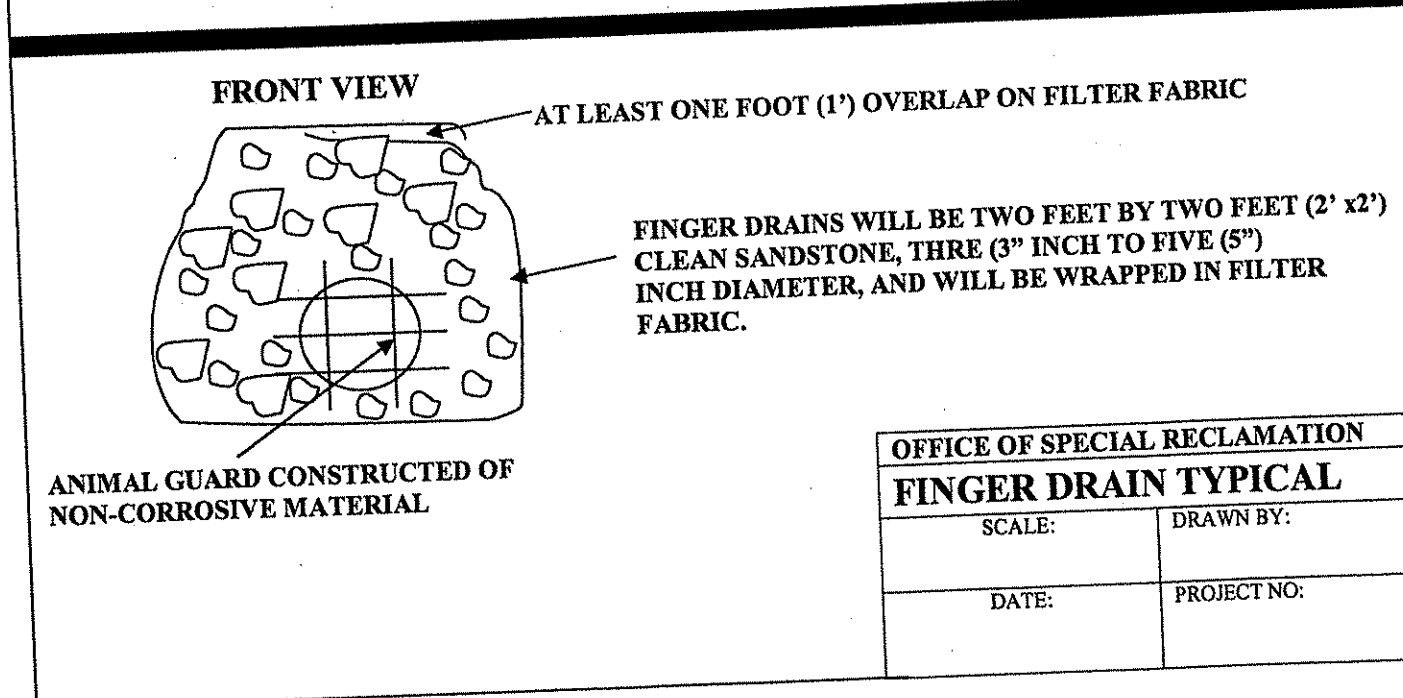 FRONT VIEW
AT LEAST ONE FOOT (1’) OVERLAP ON FILTER FABRIC
FINGER DRAINS WILL BE TWO FEET BY TWO FEET (2’ x2’)
CLEAN SANDSTONE, THRE (3” INCH TO FIVE (5”)
INCH DIAMETER, AND WILL BE WRAPPED IN FILTER
FABRIC.
ANIMAL GUARD CONSTRUCTED OF
NON-CORROSIVE MATERIAL
OFFICE OF SPECIAL RECLAMATION
FINGER DRAIN TYPICAL
SCALE:
DRAWN BY:
DATE:
PROJECT NO: